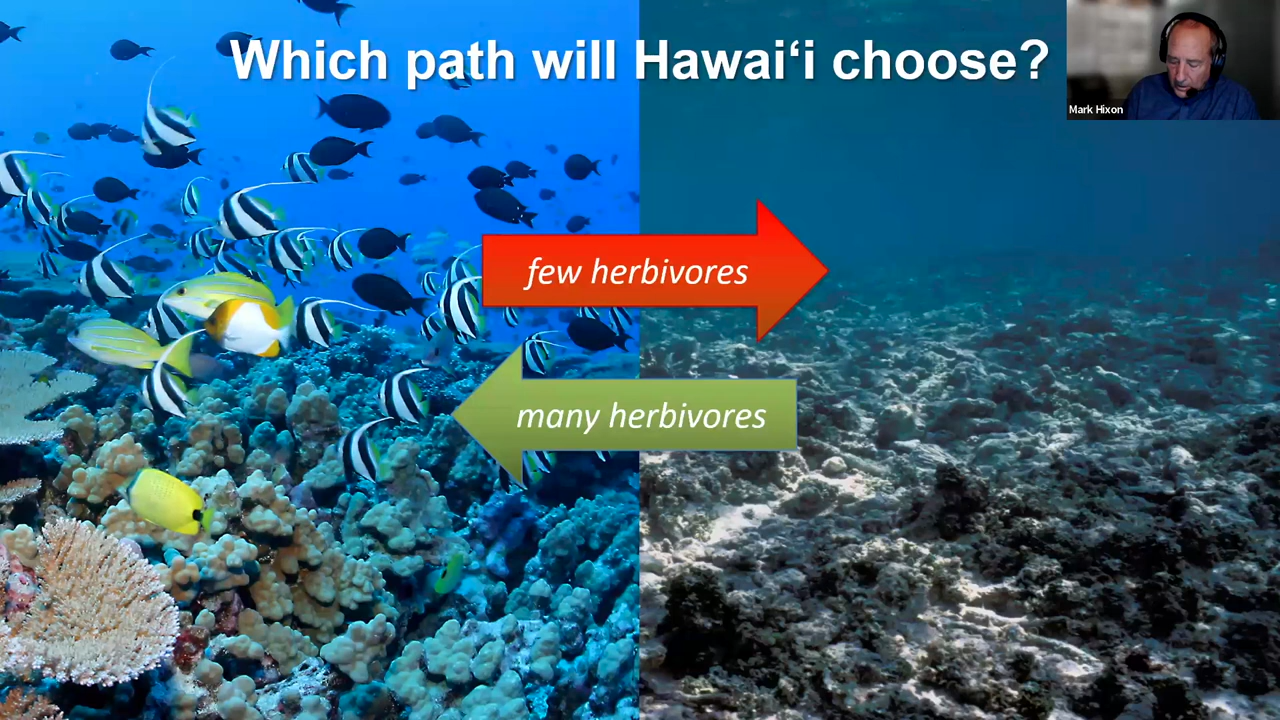 Which path will Hawai‘i choose?
Mark Hixon
few herbivores
many herbivores